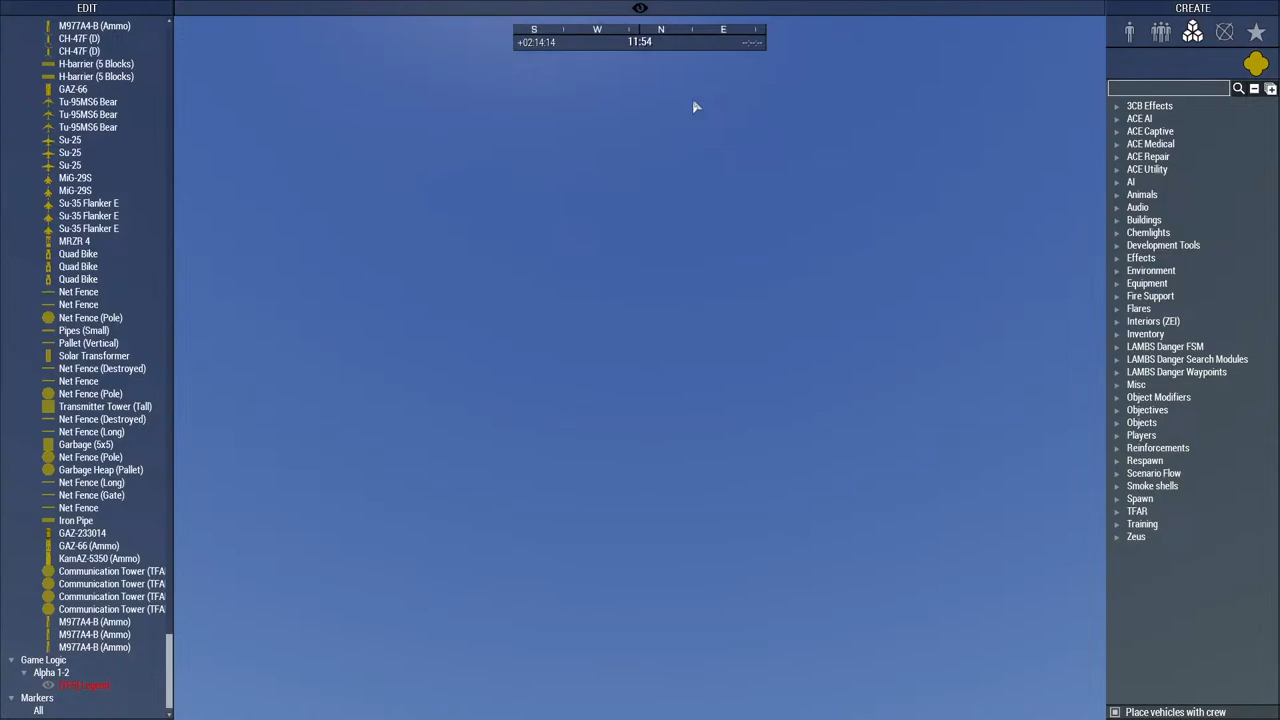 EDIT
M977A4-B (Ammo)
CH-47F (D)
CH-47F (D)
H-barrier (5 Blocks)
H-barrier (5 Blocks)
GAZ-66
Tu-95MS6 Bear
Tu-95MS6 Bear
Tu-95MS6 Bear
Su-25
Su-25
Su-25
MiG-29S
MiG-29S
Su-35 Flanker E
Su-35 Flanker E
Su-35 Flanker E
MRZR 4
Quad Bike
Quad Bike
Quad Bike
Net Fence
Net Fence
Net Fence (Pole)
Pipes (Small)
Pallet (Vertical)
Solar Transformer
Net Fence (Destroyed)
Net Fence
Net Fence (Pole)
Transmitter Tower (Tall)
Net Fence (Destroyed)
Net Fence (Long)
Garbage (5x5)
Net Fence (Pole)
Garbage Heap (Pallet)
Net Fence (Long)
Net Fence (Gate)
Net Fence
Iron Pipe
GAZ-233014
GAZ-66 (Ammo)
KamAZ-5350 (Ammo)
Communication Tower (TFA
Communication Tower (TFA
Communication Tower (TFA
Communication Tower (TFA
M977A4-B (Ammo)
M977A4-B (Ammo)
M977A4-B (Ammo)
Game Logic
Alpha 1-2
Markers
All
S W N E
+02:14:14 11:54 --:--:--
CREATE
3CB Effects
ACE AI
ACE Captive
ACE Medical
ACE Repair
ACE Utility
AI
Animals
Audio
Buildings
Chemlights
Development Tools
Effects
Environment
Equipment
Fire Support
Flares
Interiors (ZEI)
Inventory
LAMBS Danger FSM
LAMBS Danger Search Modules
LAMBS Danger Waypoints
Misc
Object Modifiers
Objectives
Objects
Players
Reinforcements
Respawn
Scenario Flow
Smoke shells
Spawn
TFAR
Training
Zeus
Place vehicles with crew